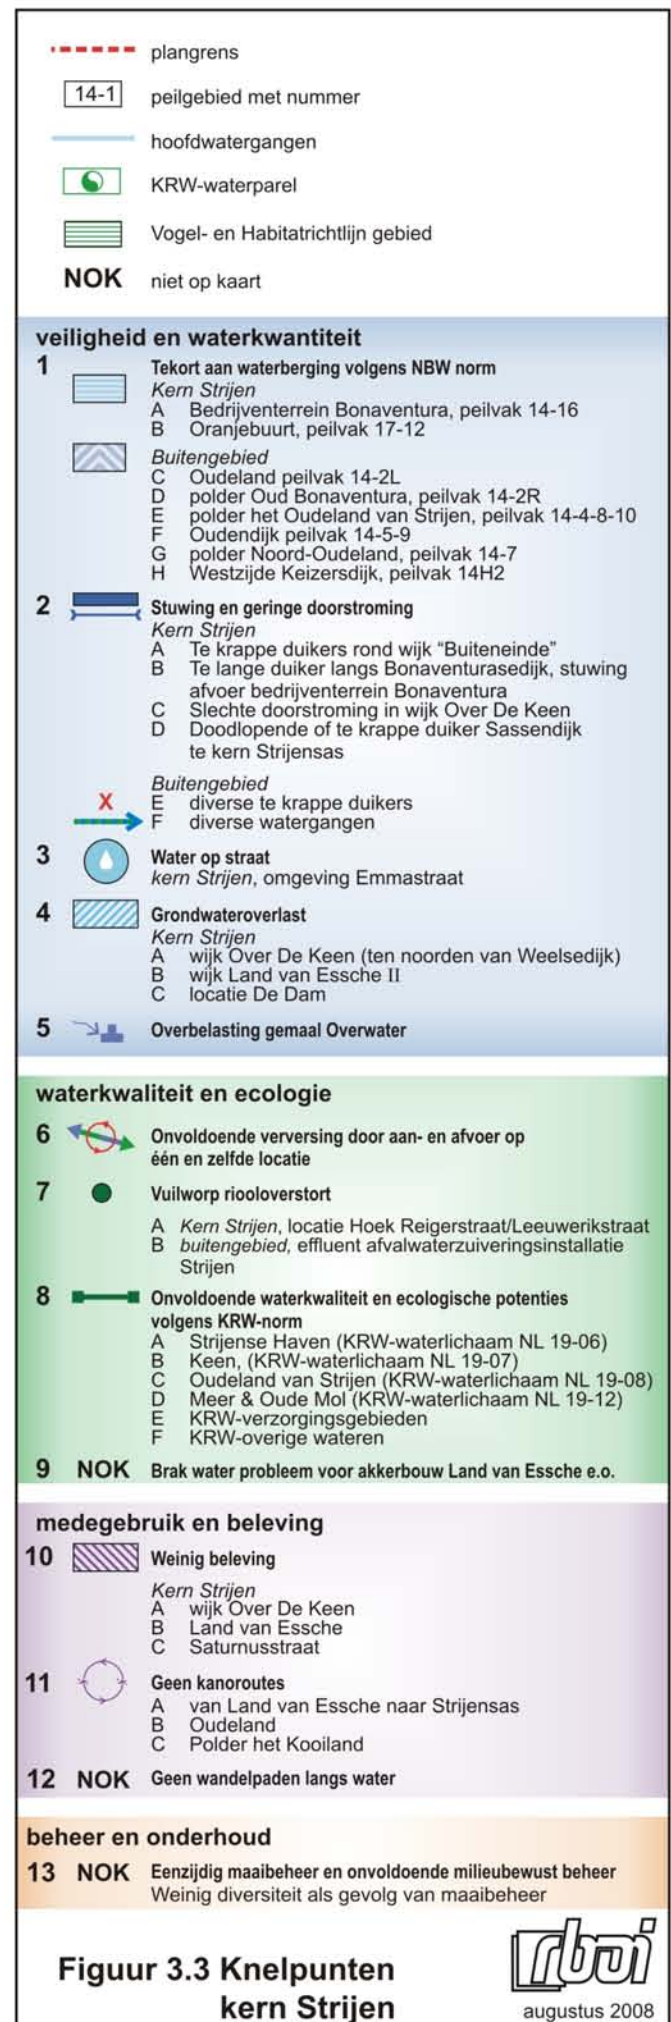 plangrens
14-1 peilgebied met nummer
hoofdwatergangen
KRW-waterparel
Vogel- en Habitatrichtlijn gebied
NOK niet op kaart
veiligheid en waterkwantiteit
1 Tekort aan waterberging volgens NBW norm
Kern Strijen
A Bedrijventerrein Bonaventura, peilvak 14-16
B Oranjebuurt, peilvak 17-12
Buitengebied
C Oudeland peilvak 14-2L
D polder Oud Bonaventura, peilvak 14-2R
E polder het Oudeland van Strijen, peilvak 14-4-8-10
F Oudendijk peilvak 14-5-9
G polder Noord-Oudeland, peilvak 14-7
H Westzijde Keizersdijk, peilvak 14H2
2 Stuwing en geringe doorstroming
Kern Strijen
A Te krappe duikers rond wijk “Buiteneinde”
B Te lange duiker langs Bonaventurasedijk, stuwing
afvoer bedrijventerrein Bonaventura
C Slechte doorstroming in wijk Over De Keen
D Doodlopende of te krappe duiker Sassendijk
te kern Strijensas
Buitengebied
X E diverse te krappe duikers
F diverse watergangen
3 Water op straat
kern Strijen, omgeving Emmastraat
4 Grondwateroverlast
Kern Strijen
A wijk Over De Keen (ten noorden van Weelsedijk)
B wijk Land van Essche II
C locatie De Dam
5 Overbelasting gemaal Overwater
waterkwaliteit en ecologie
6 Onvoldoende verversing door aan- en afvoer op
één en zelfde locatie
7 Vuilworp riooloverstort
A Kern Strijen, locatie Hoek Reigerstraat/Leeuwerikstraat
B buitengebied, effluent afvalwaterzuiveringsinstallatie
Strijen
8 Onvoldoende waterkwaliteit en ecologische potenties
volgens KRW-norm
A Strijense Haven (KRW-waterlichaam NL 19-06)
B Keen, (KRW-waterlichaam NL 19-07)
C Oudeland van Strijen (KRW-waterlichaam NL 19-08)
D Meer & Oude Mol (KRW-waterlichaam NL 19-12)
E KRW-verzorgingsgebieden
F KRW-overige wateren
9 NOK Brak water probleem voor akkerbouw Land van Essche e.o.
medegebruik en beleving
10 Weinig beleving
Kern Strijen
A wijk Over De Keen
B Land van Essche
C Saturnusstraat
11 Geen kanoroutes
A van Land van Essche naar Strijensas
B Oudeland
C Polder het Kooiland
12 NOK Geen wandelpaden langs water
beheer en onderhoud
13 NOK Eenzijdig maaibeheer en onvoldoende milieubewust beheer
Weinig diversiteit als gevolg van maaibeheer
Figuur 3.3 Knelpunten
kern Strijen
rboi
augustus 2008